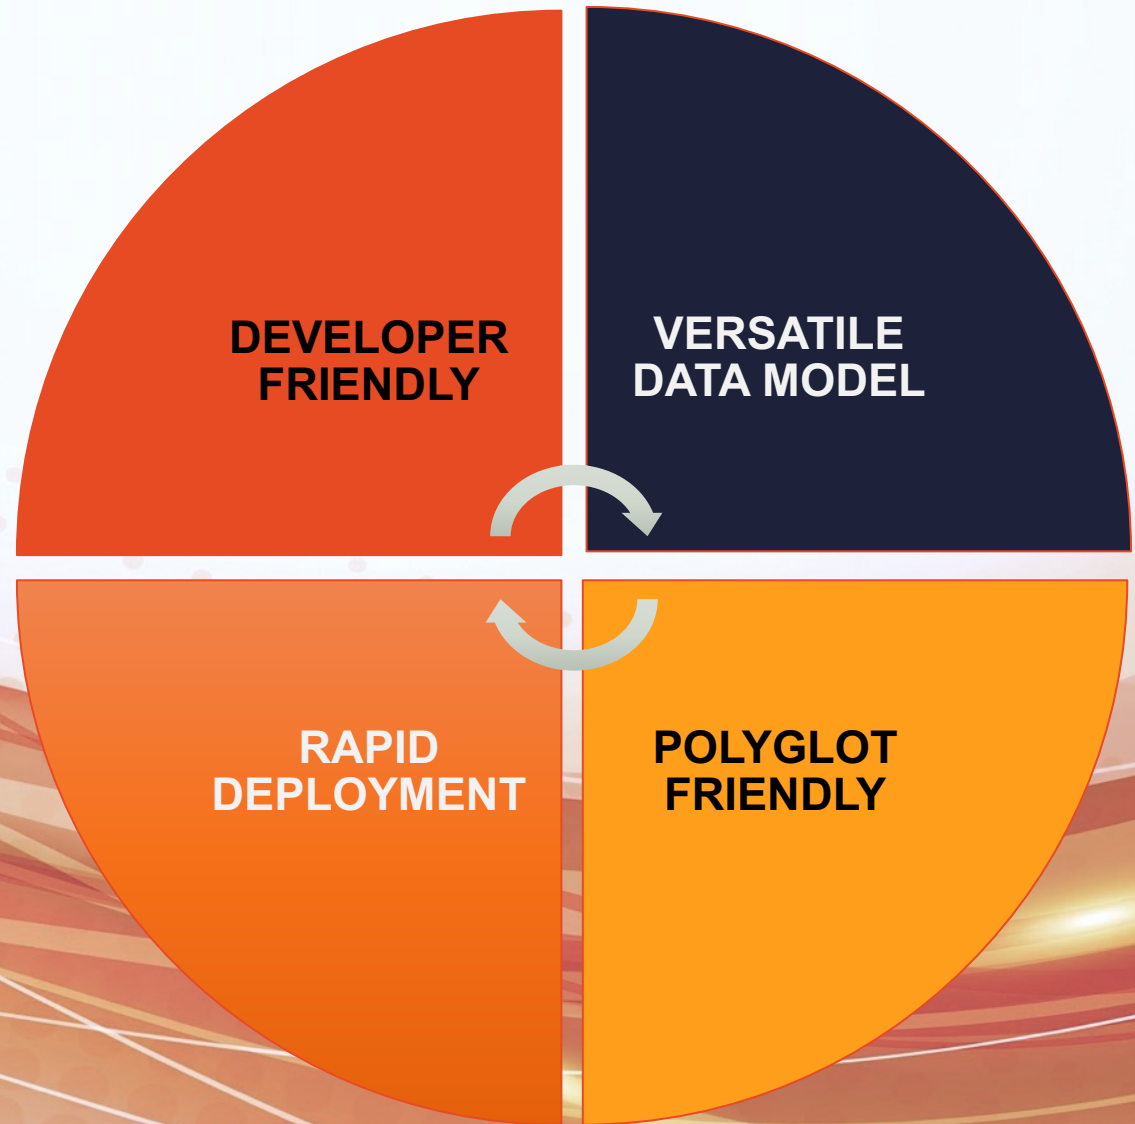 DEVELOPER
FRIENDLY
VERSATILE
DATA MODEL
RAPID
DEPLOYMENT
POLYGLOT
FRIENDLY